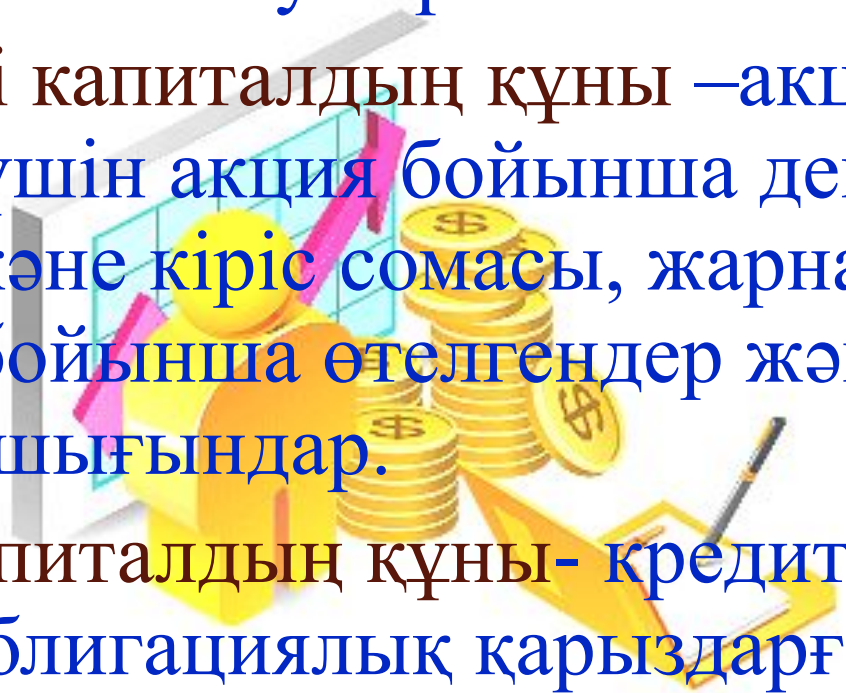 і капиталдың құны –акц
үшін акция бойынша де
және кіріс сомасы, жарна
бойынша өтелгендер жə
шығындар.
питалдың құны- кредит
блигациялық қарыздарғ